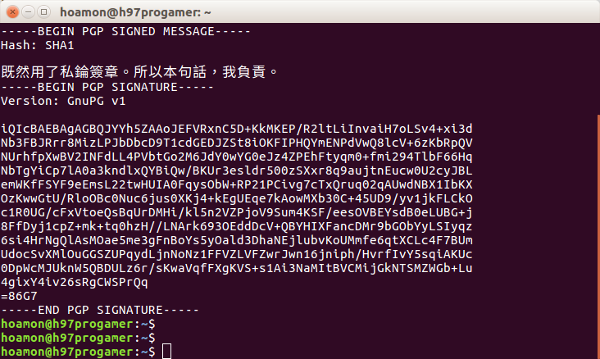 hoamon@h97progamer: ~
-----BEGIN PGP SIGNED MESSAGE-----
Hash: SHA1
既然用了私鑰簽章。所以本句話，我負責。
-----BEGIN PGP SIGNATURE-----
Version: GnuPG v1
iQIcBAEBAgAGBQJYYh5ZAAoJEFVRxnC5D+KkMKEP/R2ltLiInvaiH7oLSv4+xi3d
Nb3FBJRrr8MizLPJbDbcD9T1cdGEDJZSt8iOKFIPHQYmENPdVwQ8lcV+6zKbRpQV
NUrhfpXwBV2INFdLL4PVbtGo2M6JdY0wYG0eJz4ZPEhFtyqm0+fmi294TlbF66Hq
NbTgYiCp7lA0a3kndlxQYBiQw/BKUr3esldr500zSXxr8q9aujtnEucw0U2cyJBL
emWKfFSYF9eEmsL22twHUIA0FqysObW+RP21PCivg7cTxQruq02qAUwdNBX1IbKX
OzKwwGtU/RloOBc0Nuc6jus0XKj4+kEgUEqe7kAowMXb30C+45UD9/yv1jkFLCkO
c1R0UG/cFxVtoeQsBqUrDMHi/kl5n2VZPjoV9Sum4KSF/eesOVBEYsdB0eLUBG+j
8FfDyj1cpZ+mk+tq0hzH//LNArk693OEddDcV+QBYHIXFancDMr9bGObYyLSIyqz
6si4HrNgQlAsMOae5me3gFnBoYs5yOald3DhaNEjlubvKoUMmfe6qtXCLc4F7BUm
UdocSvXMlOuGGSZUPqydLjnNoNz1FFVZLVFZwrJwn16jniph/HvrfIvY5sqiAKUc
0DpWcMJUknW5QBDULz6r/sKwaVqfFXgKVS+s1Ai3NaMItBVCMijGkNTSMZWGb+Lu
4gixY4iv26sRgCWSPrQq
=86G7
-----END PGP SIGNATURE-----
hoamon@h97progamer:~$
hoamon@h97progamer:~$
hoamon@h97progamer:~$